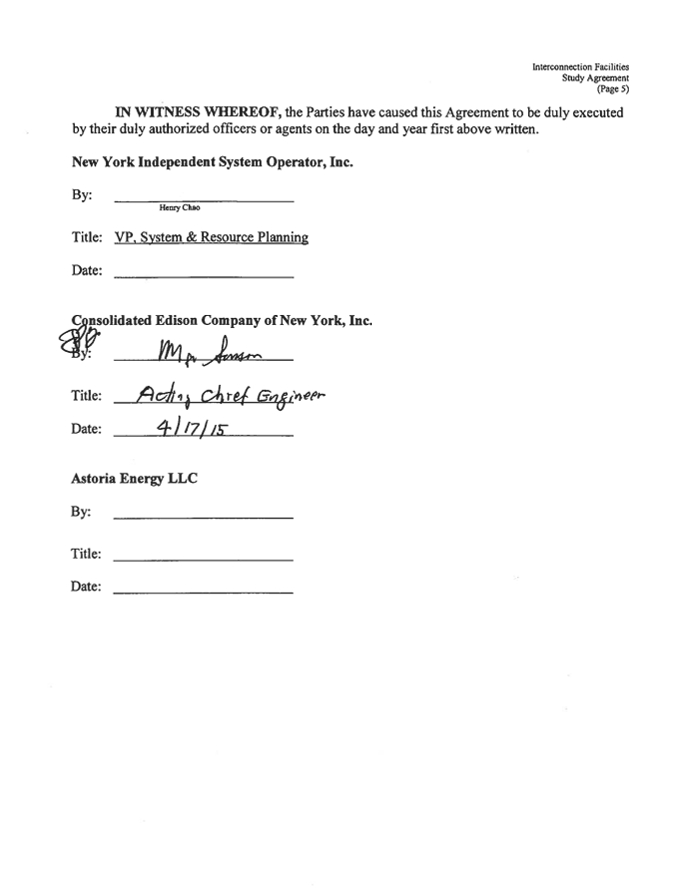 Interconnection Facilities
Study Agreement
(Page 5)
IN WITNESS WHEREOF, the Parties have caused this Agreement to be duly executed
by their duly authorized officers or agents on the day and year first above written.
New York Independent System Operator, Inc.
By:
Henry Chao
Title: VP, System & Resource Planning
Date:
Consolidated Edison Company of New York, Inc.
By:
Title: Acting Chief Engineer
Date: 4/17/15
Astoria Energy LLC
By:
Title:
Date: